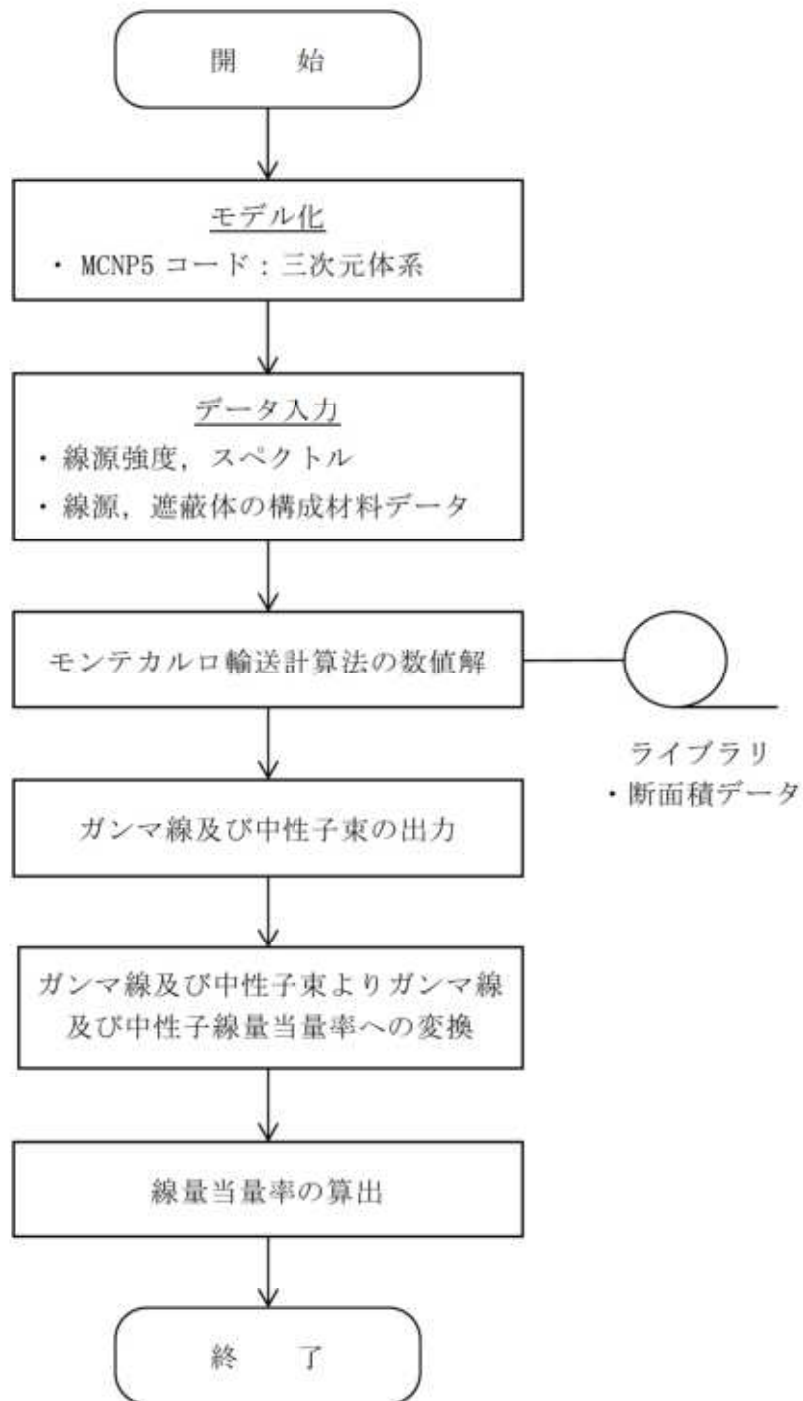 開　　始
モデル化
・ MCNP5 コード：三次元体系
データ入力
・線源強度，スペクトル
・線源，遮蔽体の構成材料データ
モンテカルロ輸送計算法の数値解
ライブラリ
・断面積データ
ガンマ線及び中性子束の出力
ガンマ線及び中性子束よりガンマ線
及び中性子線量当量率への変換
線量当量率の算出
終　　了